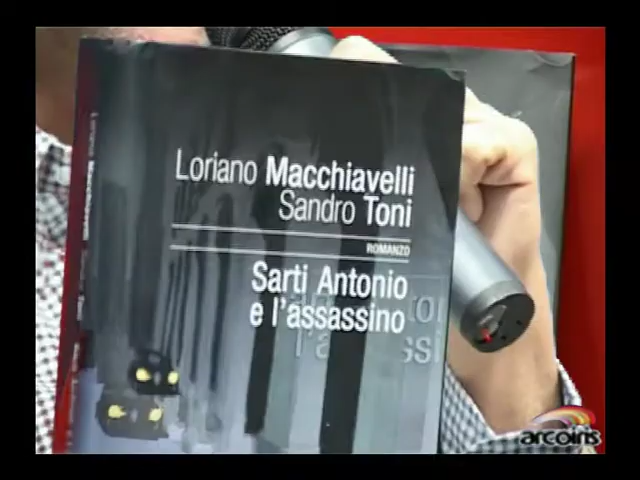 Loriano Macchiavelli
Sandro Toni
ROMANZO
Sarti Antonio
e l'assassino
arcoiris